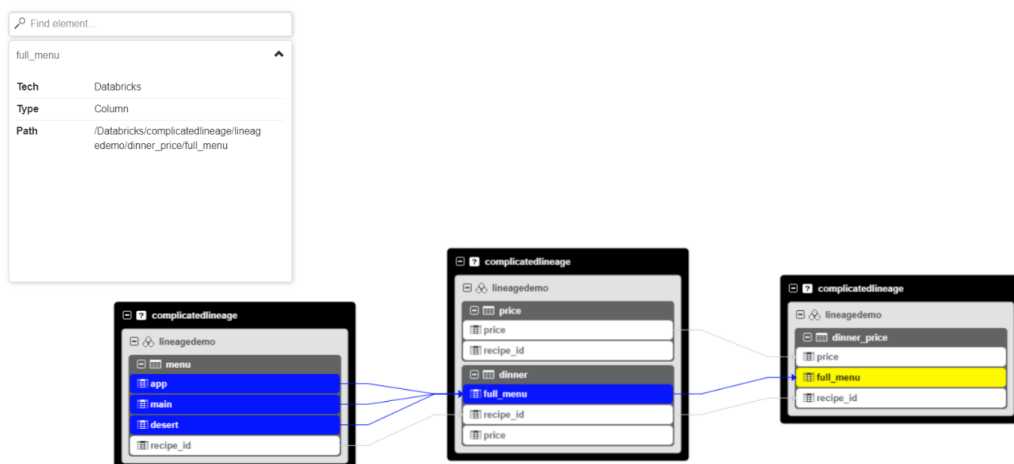 Find element...
full_menu
Tech Databricks
Type Column
Path /Databricks/complicatedlineage/lineag
edemo/dinner_price/full_menu
complicatedlineage
lineagedemo
menu
app
main
desert
recipe_id
complicatedlineage
lineagedemo
price
price
recipe_id
dinner
full_menu
recipe_id
price
complicatedlineage
lineagedemo
dinner_price
price
full_menu
recipe_id